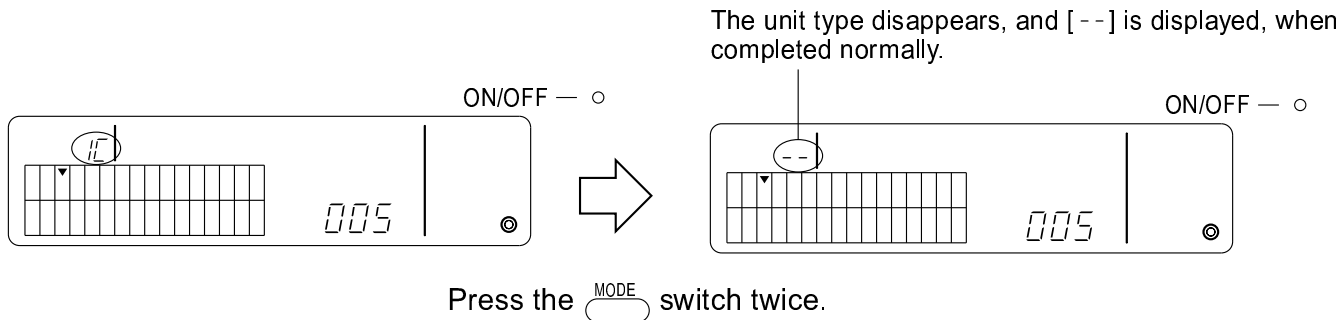 The unit type disappears, and [ -- ] is displayed, when
completed normally.
ON/OFF — ○
ON/OFF — ○
IC
--
005
005
Press the MODE switch twice.